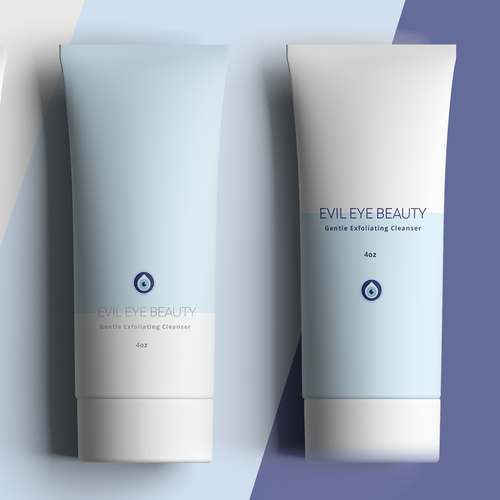 EVIL EYE BEAUTY
Gentle Exfoliating Cleanser
4oz
EVIL EYE BEAUTY
Gentle Exfoliating Cleanser
4oz